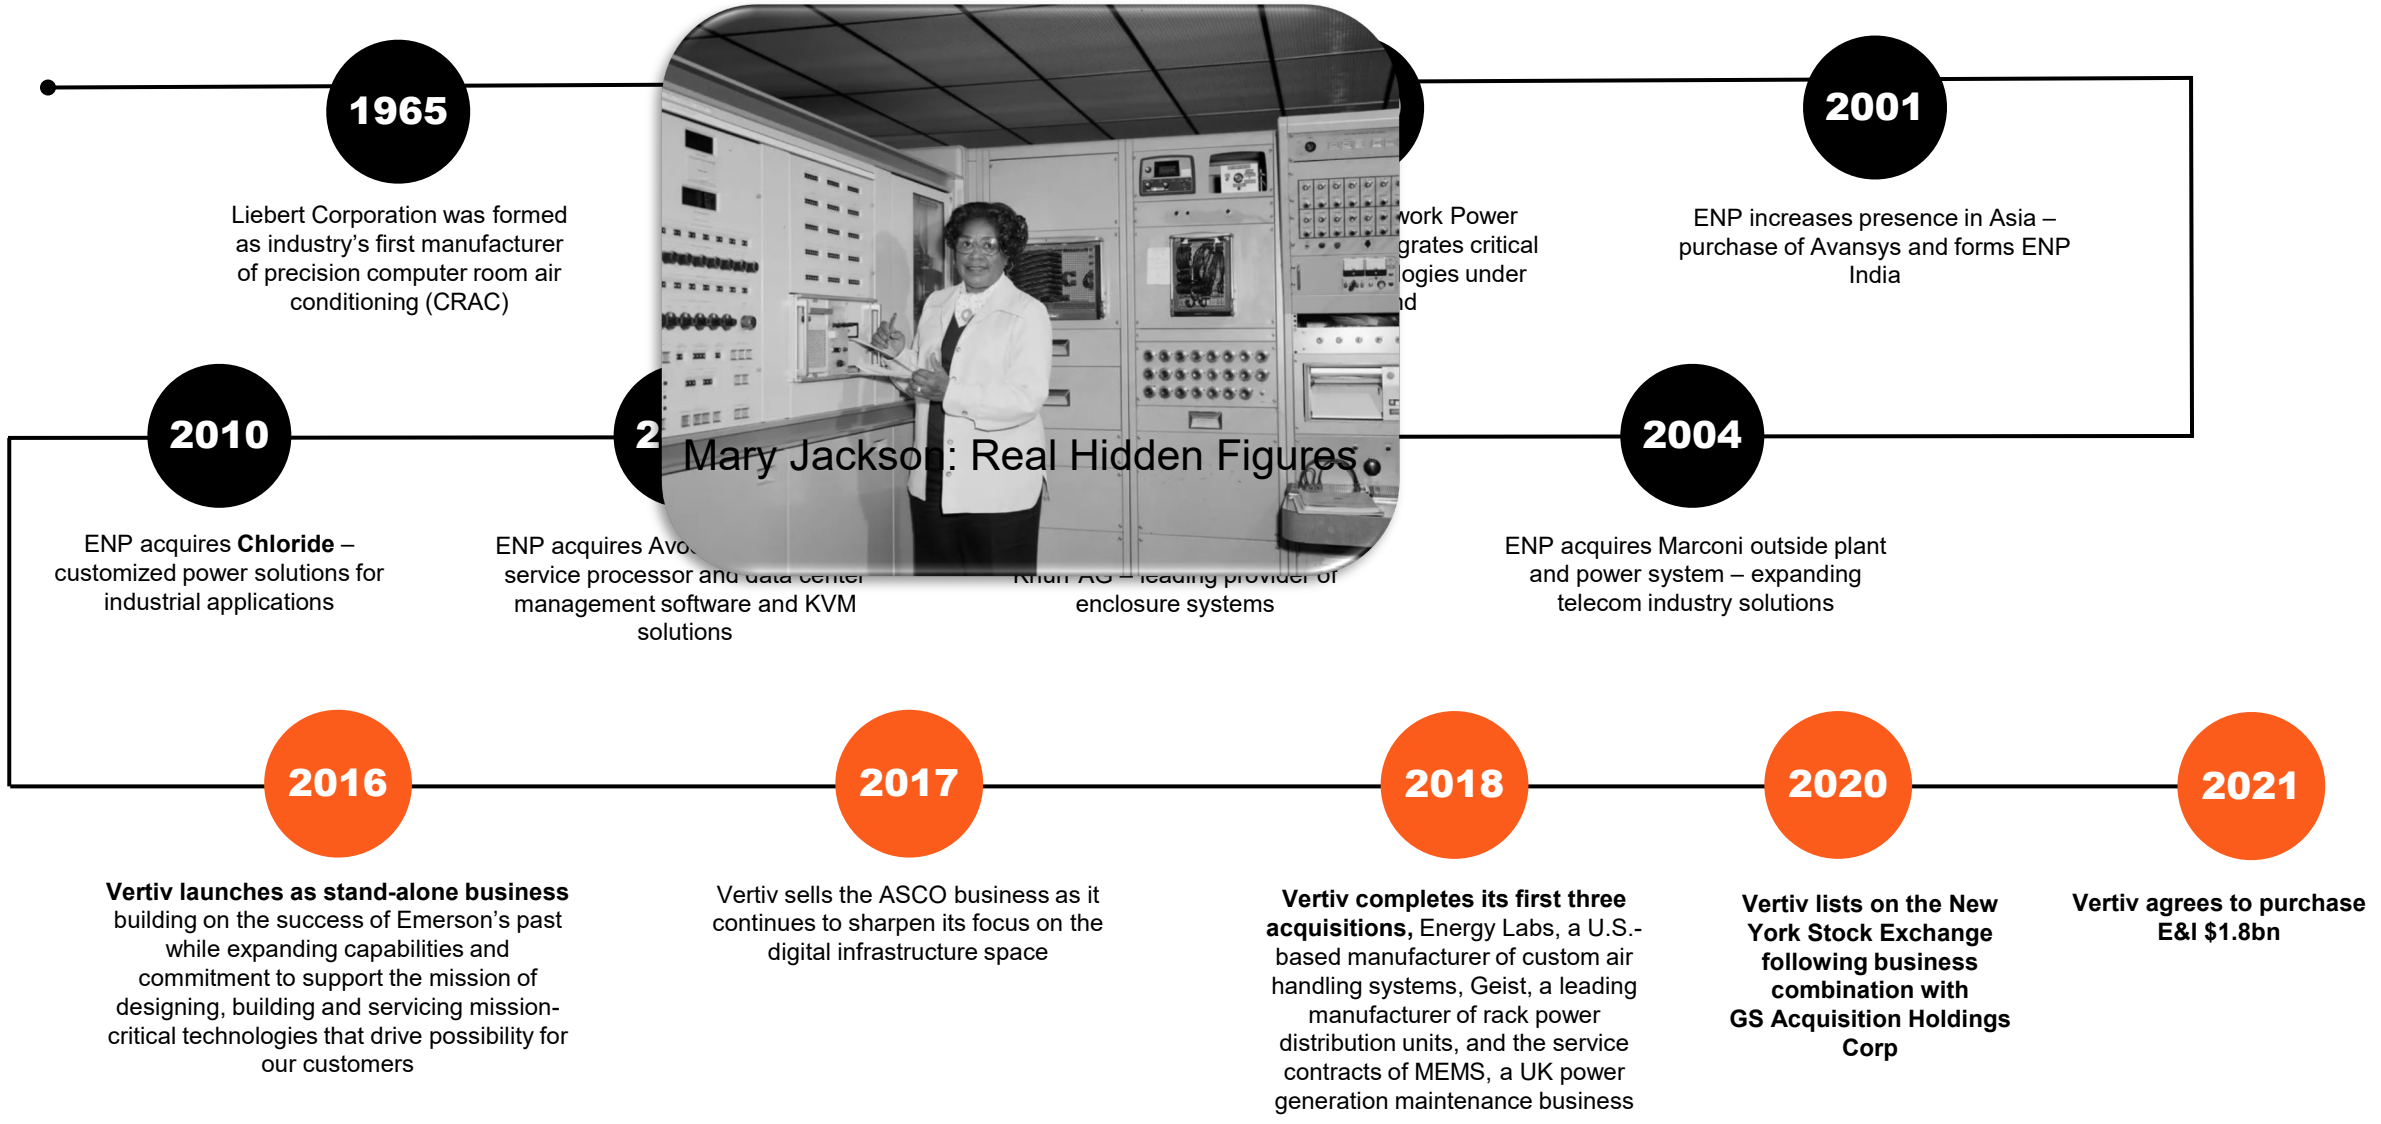 1965
2001
Liebert Corporation was formed
as industry's first manufacturer
of precision computer room air
conditioning (CRAC)
Power
critical
under
ENP increases presence in Asia –
purchase of Avansys and forms ENP
India
2010
2004
Mary Jackson: Real Hidden Figures
ENP acquires Chloride –
customized power solutions for
industrial applications
ENP acquires
service processor and data center
management software and KVM
solutions
AG – leading provider of
enclosure systems
ENP acquires Marconi outside plant
and power system – expanding
telecom industry solutions
2016
2017
2018
2020
2021
Vertiv launches as stand-alone business
building on the success of Emerson's past
while expanding capabilities and
commitment to support the mission of
designing, building and servicing mission-
critical technologies that drive possibility for
our customers
Vertiv sells the ASCO business as it
continues to sharpen its focus on the
digital infrastructure space
Vertiv completes its first three
acquisitions, Energy Labs, a U.S.-
based manufacturer of custom air
handling systems, Geist, a leading
manufacturer of rack power
distribution units, and the service
contracts of MEMS, a UK power
generation maintenance business
Vertiv lists on the New
York Stock Exchange
following business
combination with
GS Acquisition Holdings
Corp
Vertiv agrees to purchase
E&I $1.8bn